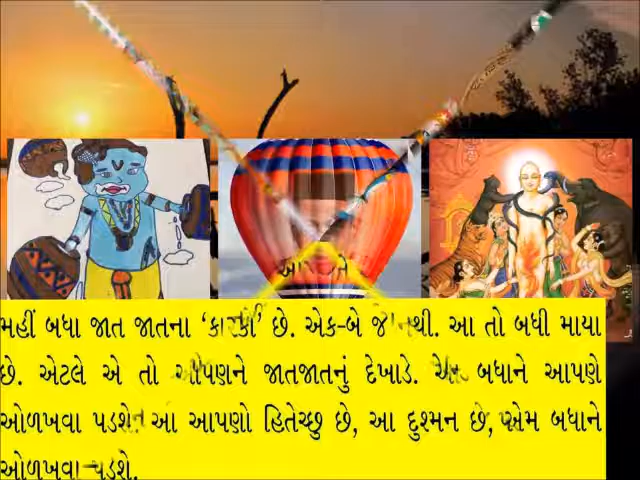 મહીં બધા જાત જાતના ‘કારકો’ છે. એક-બે જ નથી. આ તો બધી માયા
છે. એટલે એ તો આપણને જાતજાતનું દેખાડે. બધાને આપણે
ઓળખવા પડશે. આ આપણો હિતેચ્છુ છે, આ દુશ્મન છે, એમ બધાને
ઓળખવા પડશે.